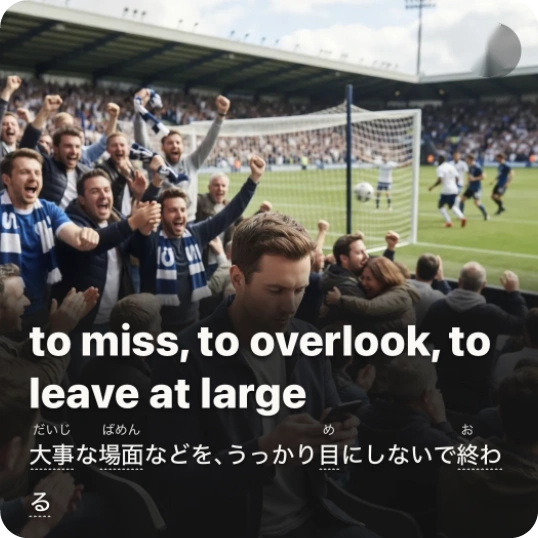 to miss, to overlook, to
leave at large
だいじ ばめん め お
大事な場面などを、うっかり目にしないで終わ
る